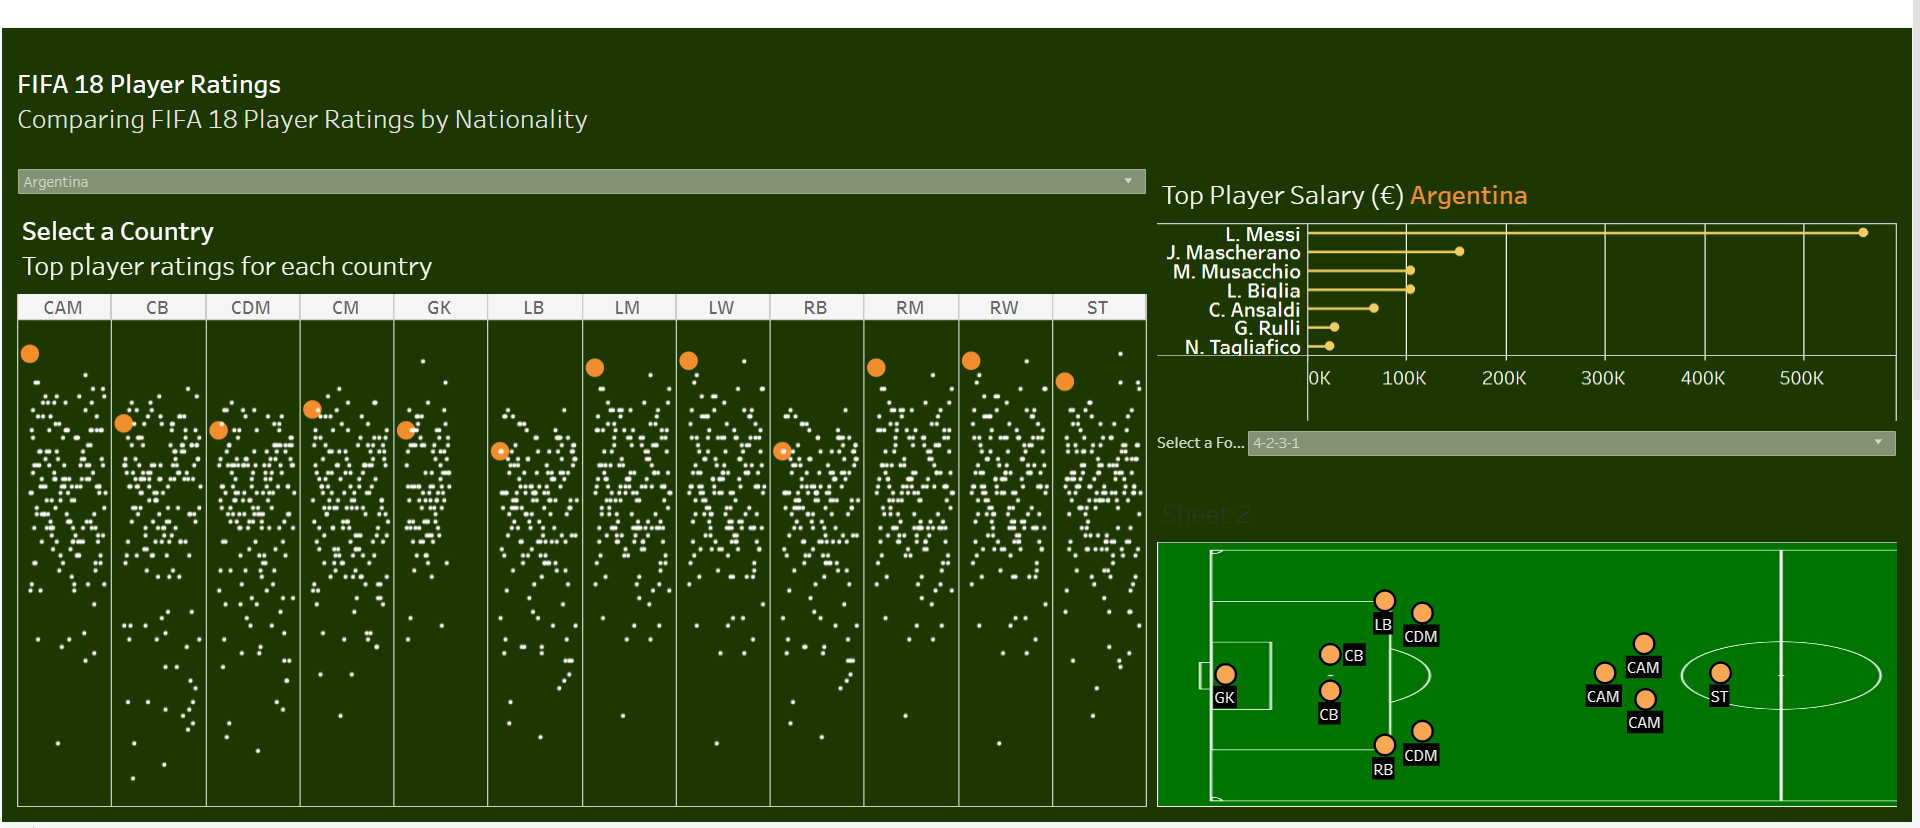 FIFA 18 Player Ratings
Comparing FIFA 18 Player Ratings by Nationality
Argentina
Select a Country
Top player ratings for each country
CAM CB CDM CM GK LB LM LW RB RM RW ST
Top Player Salary (€) Argentina
L. Messi
J. Mascherano
M. Musacchio
L. Biglia
C. Ansaldi
G. Rulli
N. Tagliafico
0K 100K 200K 300K 400K 500K
Select a Fo... 4-2-3-1
Sheet 2
LB
CDM
CB
CAM
GK
CB
CAM
ST
CAM
RB
CDM